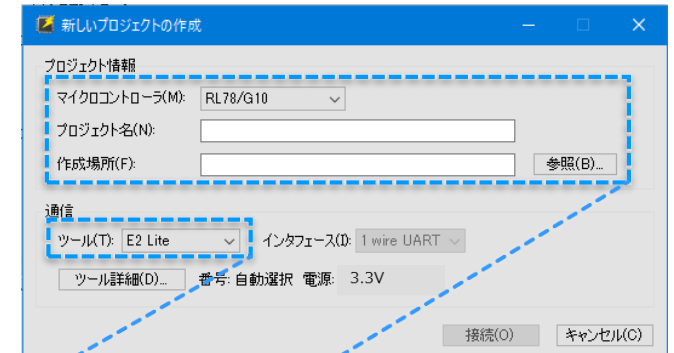 新しいプロジェクトの作成
プロジェクト情報
マイクロコントローラ(M): RL78/G10
プロジェクト名(N):
作成場所(F): 参照(B)...
通信
ツール(T): E2 Lite インタフェース(I): 1 wire UART
ツール詳細(D)... 番号: 自動選択 電源: 3.3V
接続(O) キャンセル(C)